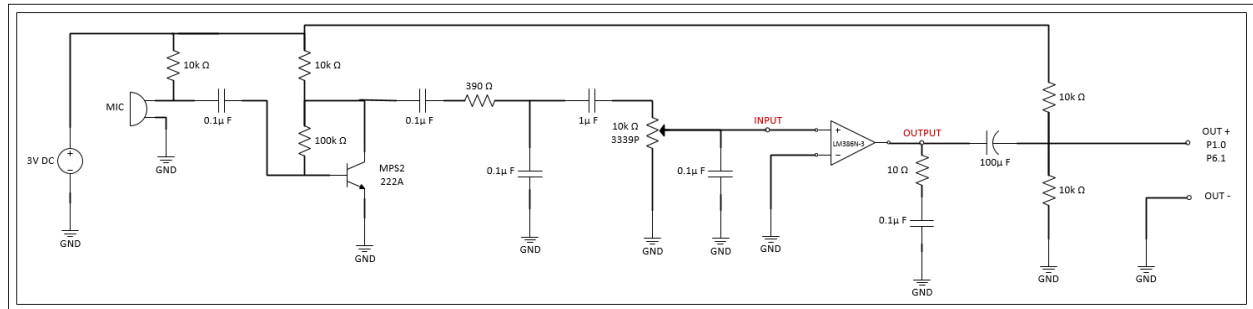 10k Ω
10k Ω
390 Ω
10k Ω
MIC
0.1µ F
0.1µ F
1µ F
INPUT
OUTPUT
OUT +
P1.0
P6.1
3V DC
+
−
GND
100k Ω
MPS2
222A
10k Ω
3339P
+
−
LM386N-3
100µ F
0.1µ F
0.1µ F
10 Ω
10k Ω
OUT -
0.1µ F
GND
GND
GND
GND
GND
GND
GND
GND
GND
GND